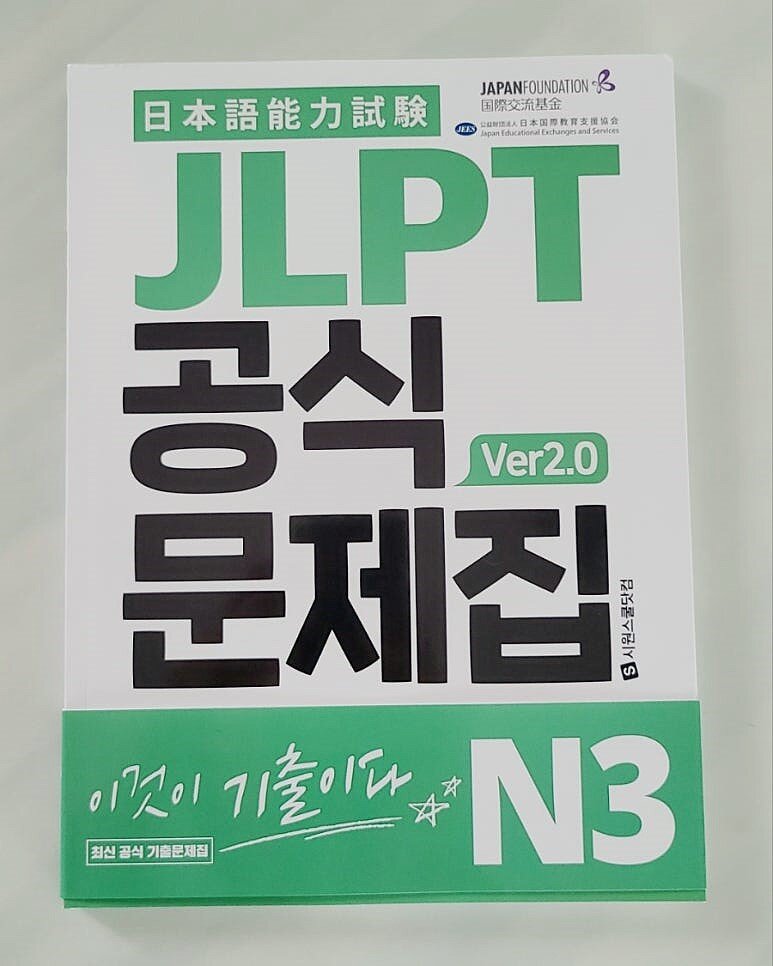 日本語能力試験
JAPANFOUNDATION
国際交流基金
JEES 公益財団法人 日本国際教育支援協会
Japan Educational Exchanges and Services
JLPT
공식
Ver2.0
문제집
S 시원스쿨닷컴
이것이 기출이다
최신 공식 기출문제집
N3